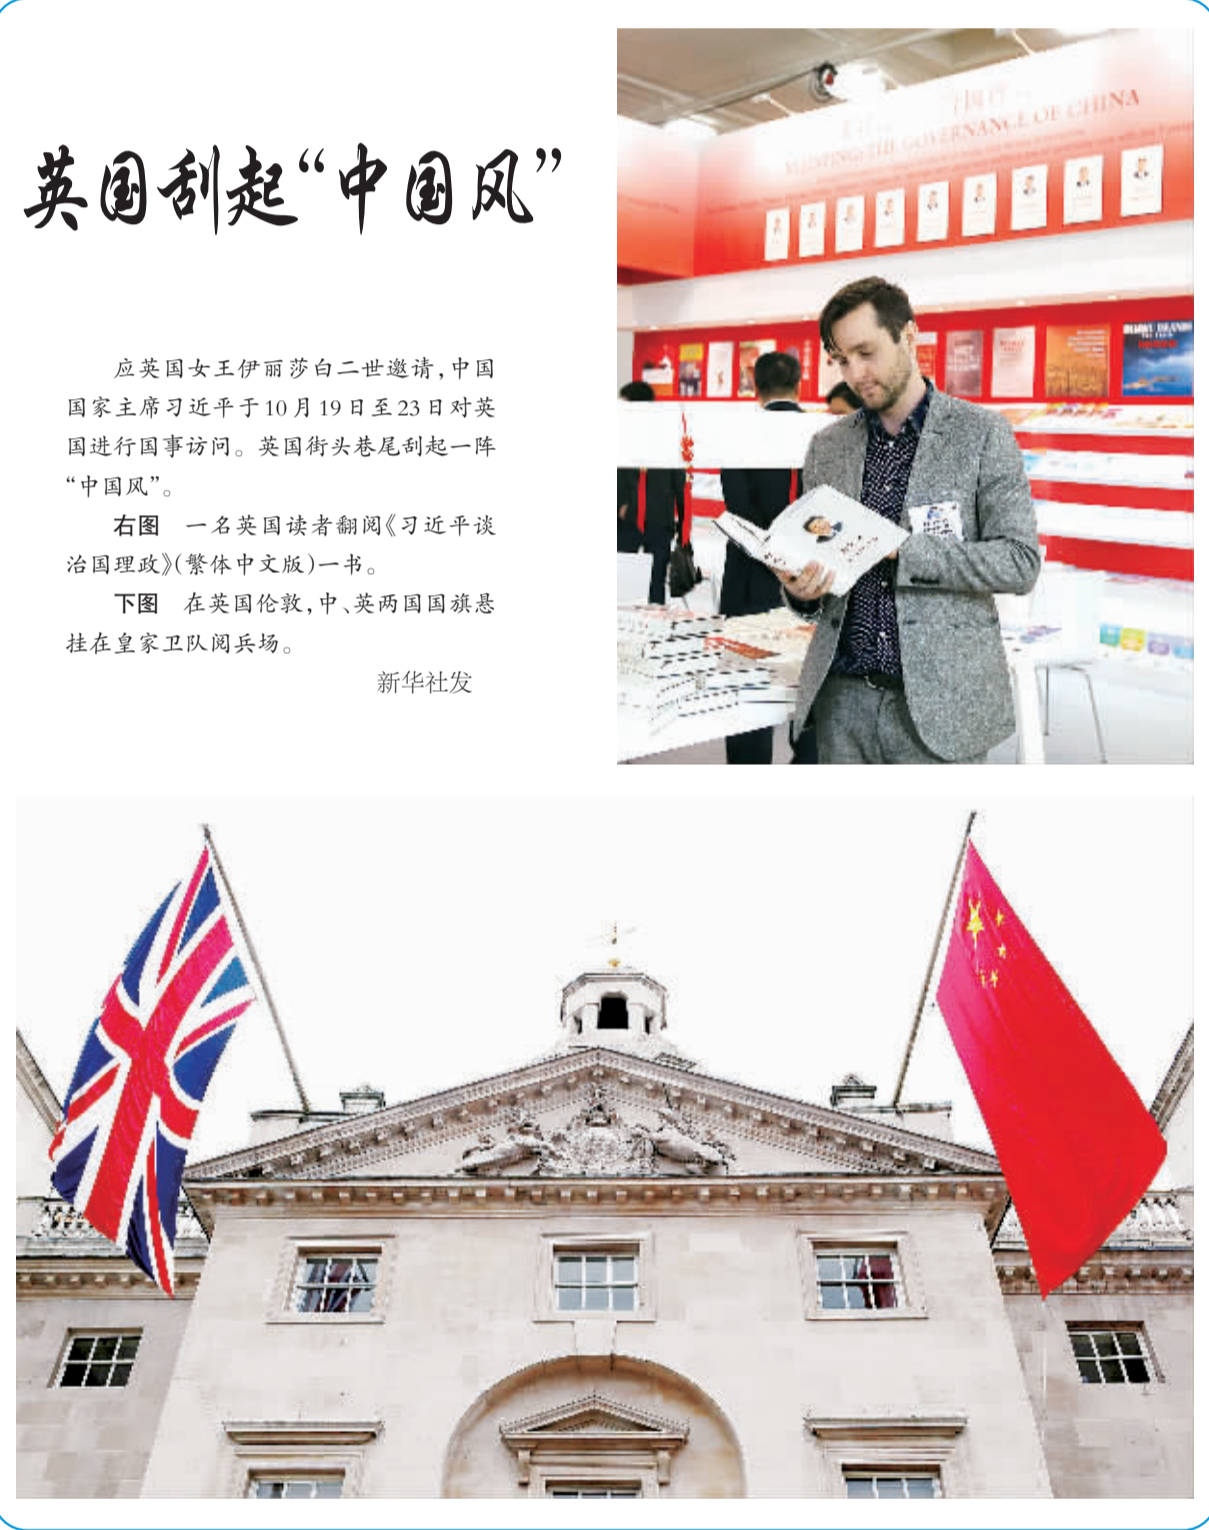 英国刮起“中国风”
应英国女王伊丽莎白二世邀请，中国
国家主席习近平于10月19日至23日对英
国进行国事访问。英国街头巷尾刮起一阵
“中国风”。
右图 一名英国读者翻阅《习近平谈
治国理政》（繁体中文版）一书。
下图 在英国伦敦，中、英两国国旗悬
挂在皇家卫队阅兵场。
新华社发
THE GOVERNANCE OF CHINA